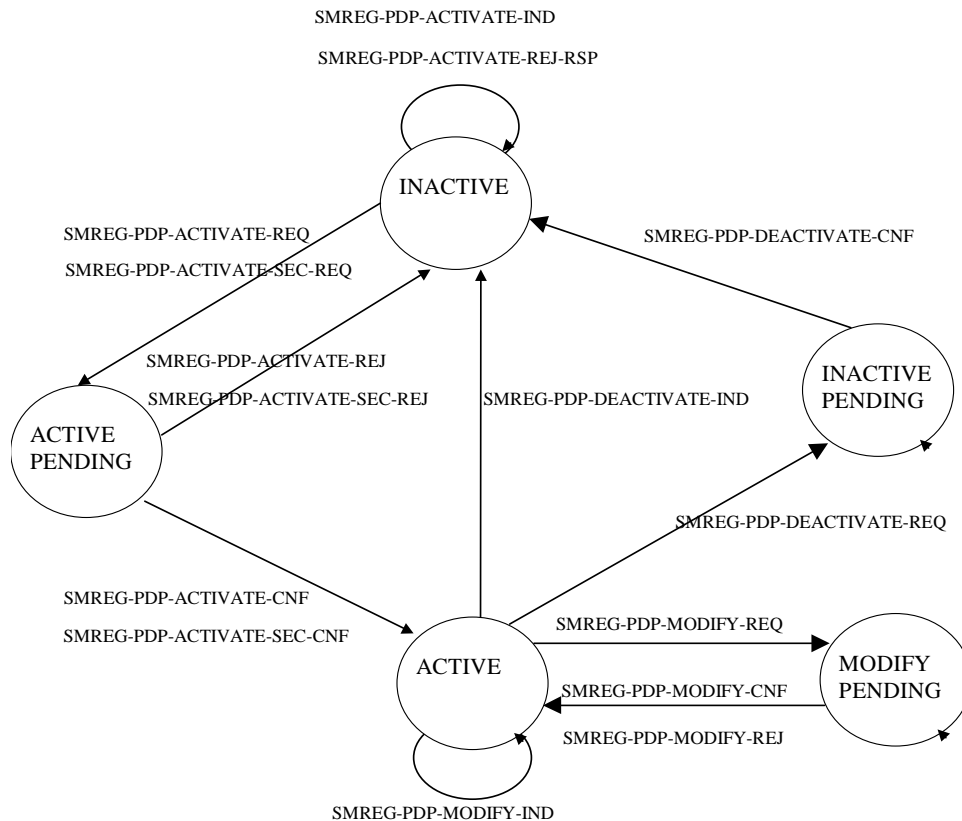 SMREG-PDP-ACTIVATE-IND
SMREG-PDP-ACTIVATE-REJ-RSP
INACTIVE
SMREG-PDP-ACTIVATE-REQ
SMREG-PDP-ACTIVATE-SEC-REQ
SMREG-PDP-DEACTIVATE-CNF
SMREG-PDP-ACTIVATE-REJ
SMREG-PDP-ACTIVATE-SEC-REJ
SMREG-PDP-DEACTIVATE-IND
INACTIVE
PENDING
ACTIVE
PENDING
SMREG-PDP-DEACTIVATE-REQ
SMREG-PDP-ACTIVATE-CNF
SMREG-PDP-ACTIVATE-SEC-CNF
SMREG-PDP-MODIFY-REQ
ACTIVE
MODIFY
PENDING
SMREG-PDP-MODIFY-CNF
SMREG-PDP-MODIFY-REJ
SMREG-PDP-MODIFY-IND